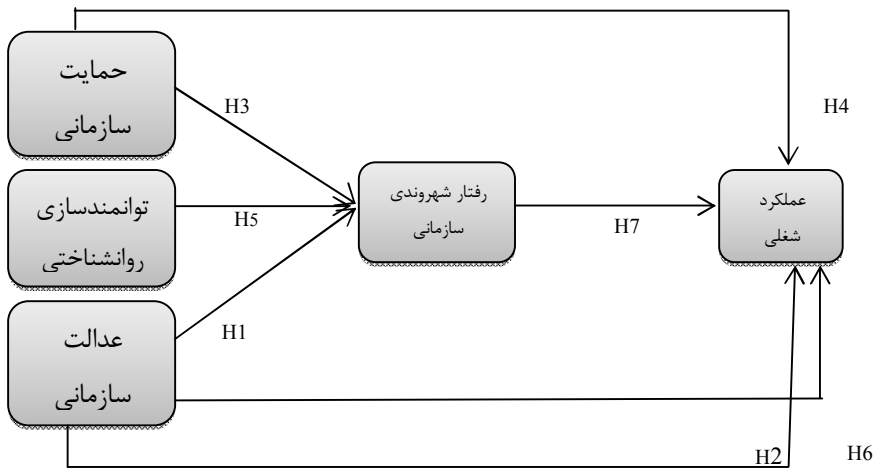 حمایت
سازمانی
H3
H4
توانمندسازی
روانشناختی
H5
رفتار شهروندی
سازمانی
H7
عملکرد
شغلی
عدالت
سازمانی
H1
H2
H6